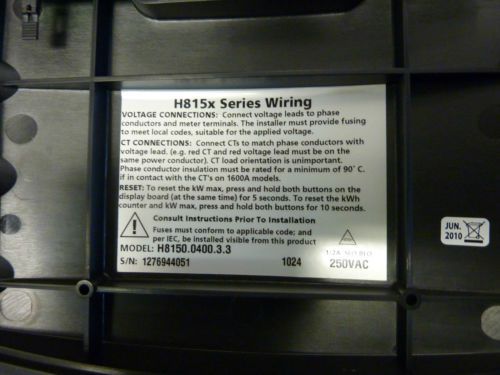 H815x Series Wiring
VOLTAGE CONNECTIONS: Connect voltage leads to phase
conductors and meter terminals. The installer must provide fusing
to meet local codes, suitable for the applied voltage.
CT CONNECTIONS: Connect CTs to match phase conductors with
voltage lead. (e.g. red CT and red voltage lead must be on the
same power conductor). CT load orientation is unimportant.
Phase conductor insulation must be rated for a minimum of 90˚ C.
if in contact with the CT's on 1600A models.
RESET: To reset the kW max, press and hold both buttons on the
display board (at the same time) for 5 seconds. To reset the kWh
counter and kW max, press and hold both buttons for 10 seconds.
Consult Instructions Prior To Installation
Fuses must conform to applicable code; and
per IEC, be installed visible from this product
MODEL: H8150.0400.3.3
S/N: 1276944051 1024 250VAC
JUN.
2010